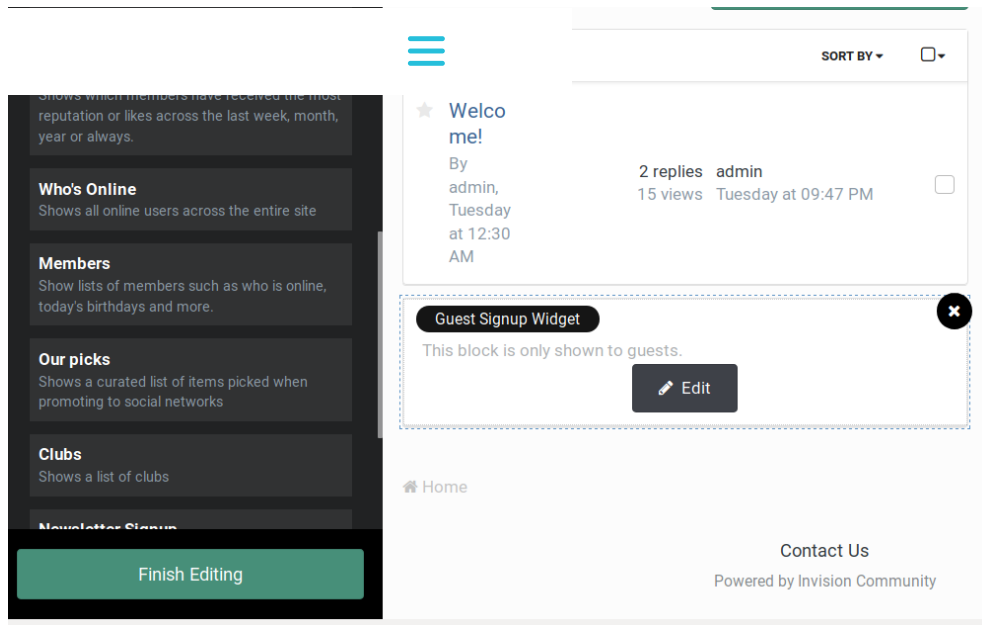 Shows which members have received the most
reputation or likes across the last week, month,
year or always.
Who's Online
Shows all online users across the entire site
Members
Show lists of members such as who is online,
today's birthdays and more.
Our picks
Shows a curated list of items picked when
promoting to social networks
Clubs
Shows a list of clubs
Newsletter Signup
Finish Editing
SORT BY
Welco
me!
By
admin,
Tuesday
at 12:30
AM
2 replies admin
15 views Tuesday at 09:47 PM
Guest Signup Widget
This block is only shown to guests.
Edit
Home
Contact Us
Powered by Invision Community